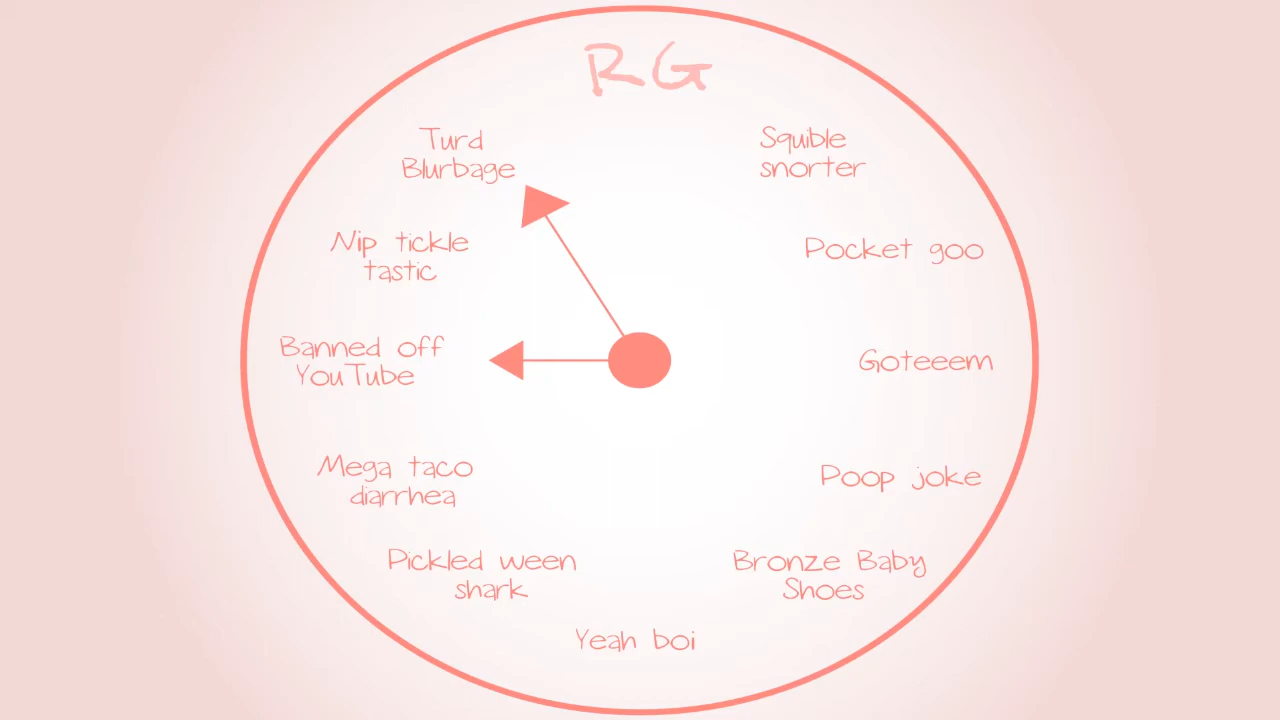 RG
Turd
Blurbage
Squible
snorter
Nip tickle
tastic
Pocket goo
Banned off
YouTube
Goteeem
Mega taco
diarrhea
Poop joke
Pickled ween
shark
Bronze Baby
Shoes
Yeah boi